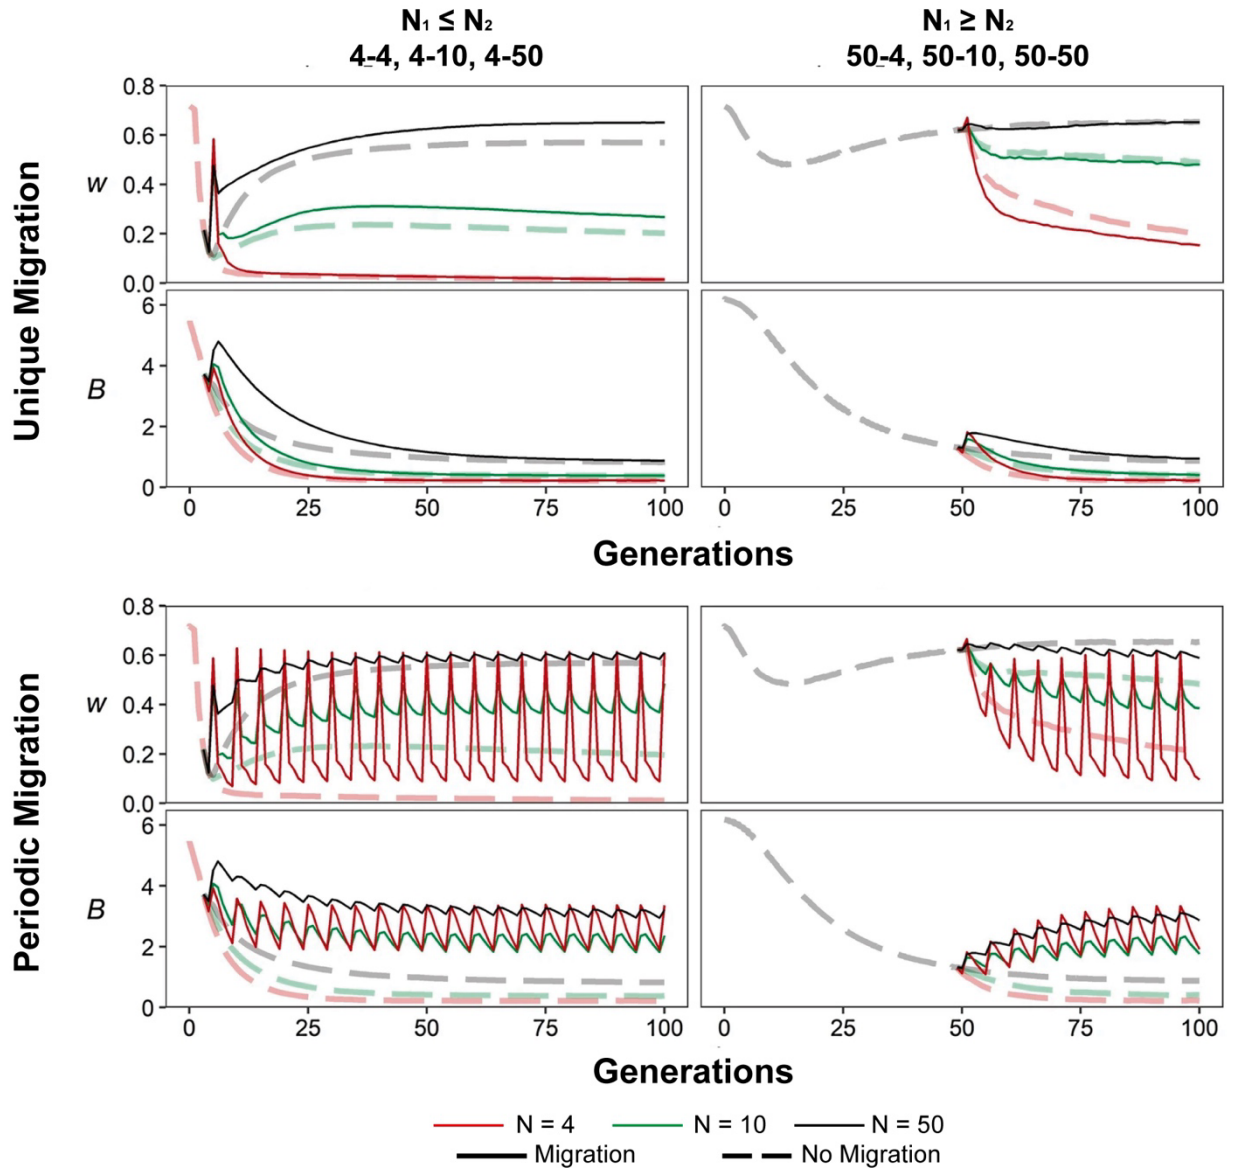 N₁ ≤ N₂
4-4, 4-10, 4-50
N₁ ≥ N₂
50-4, 50-10, 50-50
Unique Migration
w
0.8
0.6
0.4
0.2
0.0
B
6
4
2
0
0 25 50 75 100
0 25 50 75 100
Generations
Periodic Migration
w
0.8
0.6
0.4
0.2
0.0
B
6
4
2
0
0 25 50 75 100
0 25 50 75 100
Generations
N = 4 N = 10 N = 50
Migration No Migration